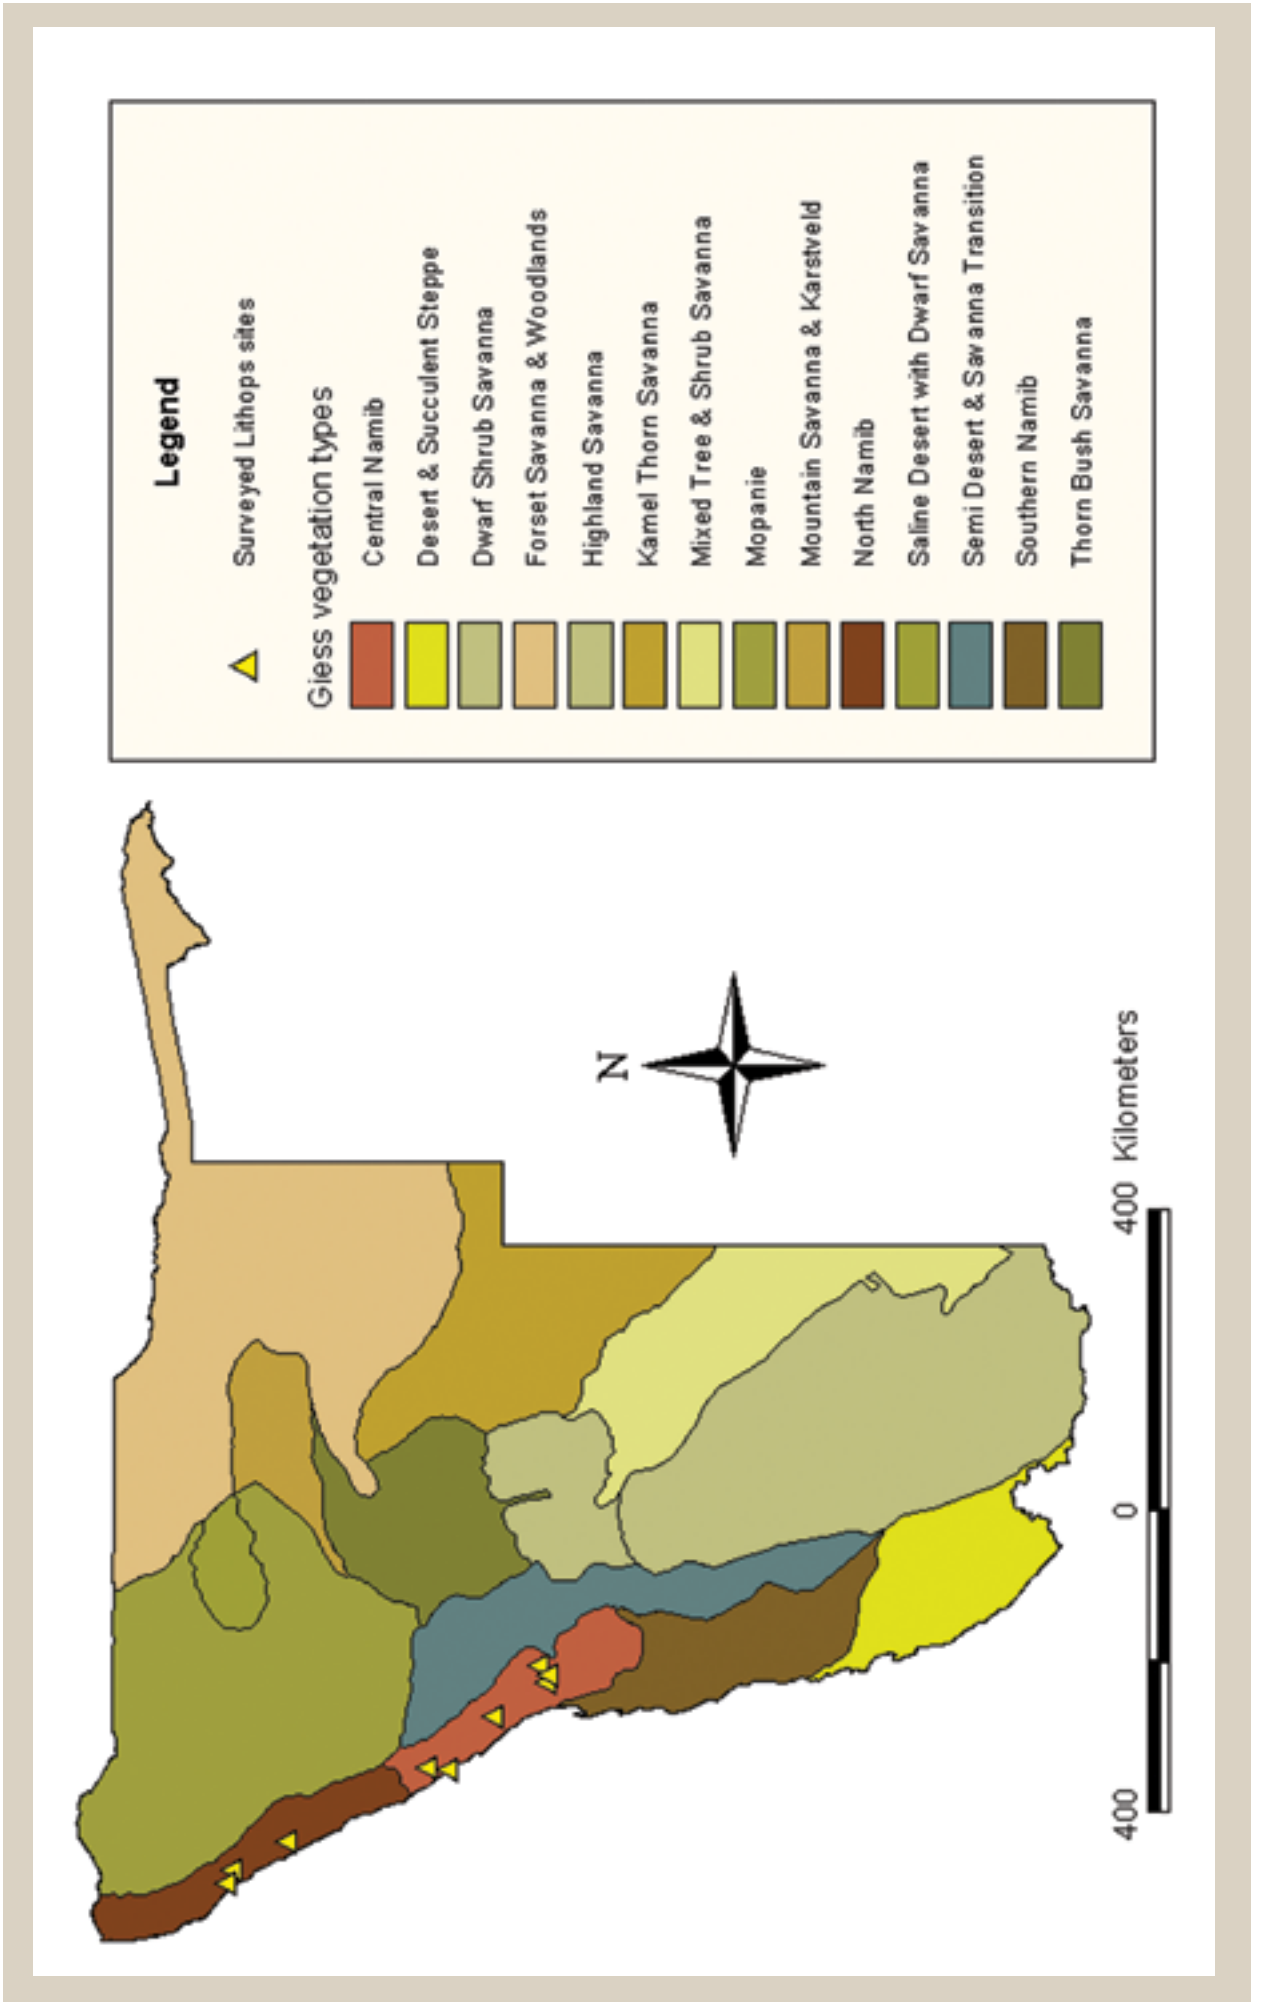 Legend
Surveyed Lithops sites
Giess vegetation types
Central Namib
Desert & Succulent Steppe
Dwarf Shrub Savanna
Forset Savanna & Woodlands
Highland Savanna
Kamel Thorn Savanna
Mixed Tree & Shrub Savanna
Mopanie
Mountain Savanna & Karstveld
North Namib
Saline Desert with Dwarf Savanna
Semi Desert & Savanna Transition
Southern Namib
Thorn Bush Savanna
N
400 0 400 Kilometers